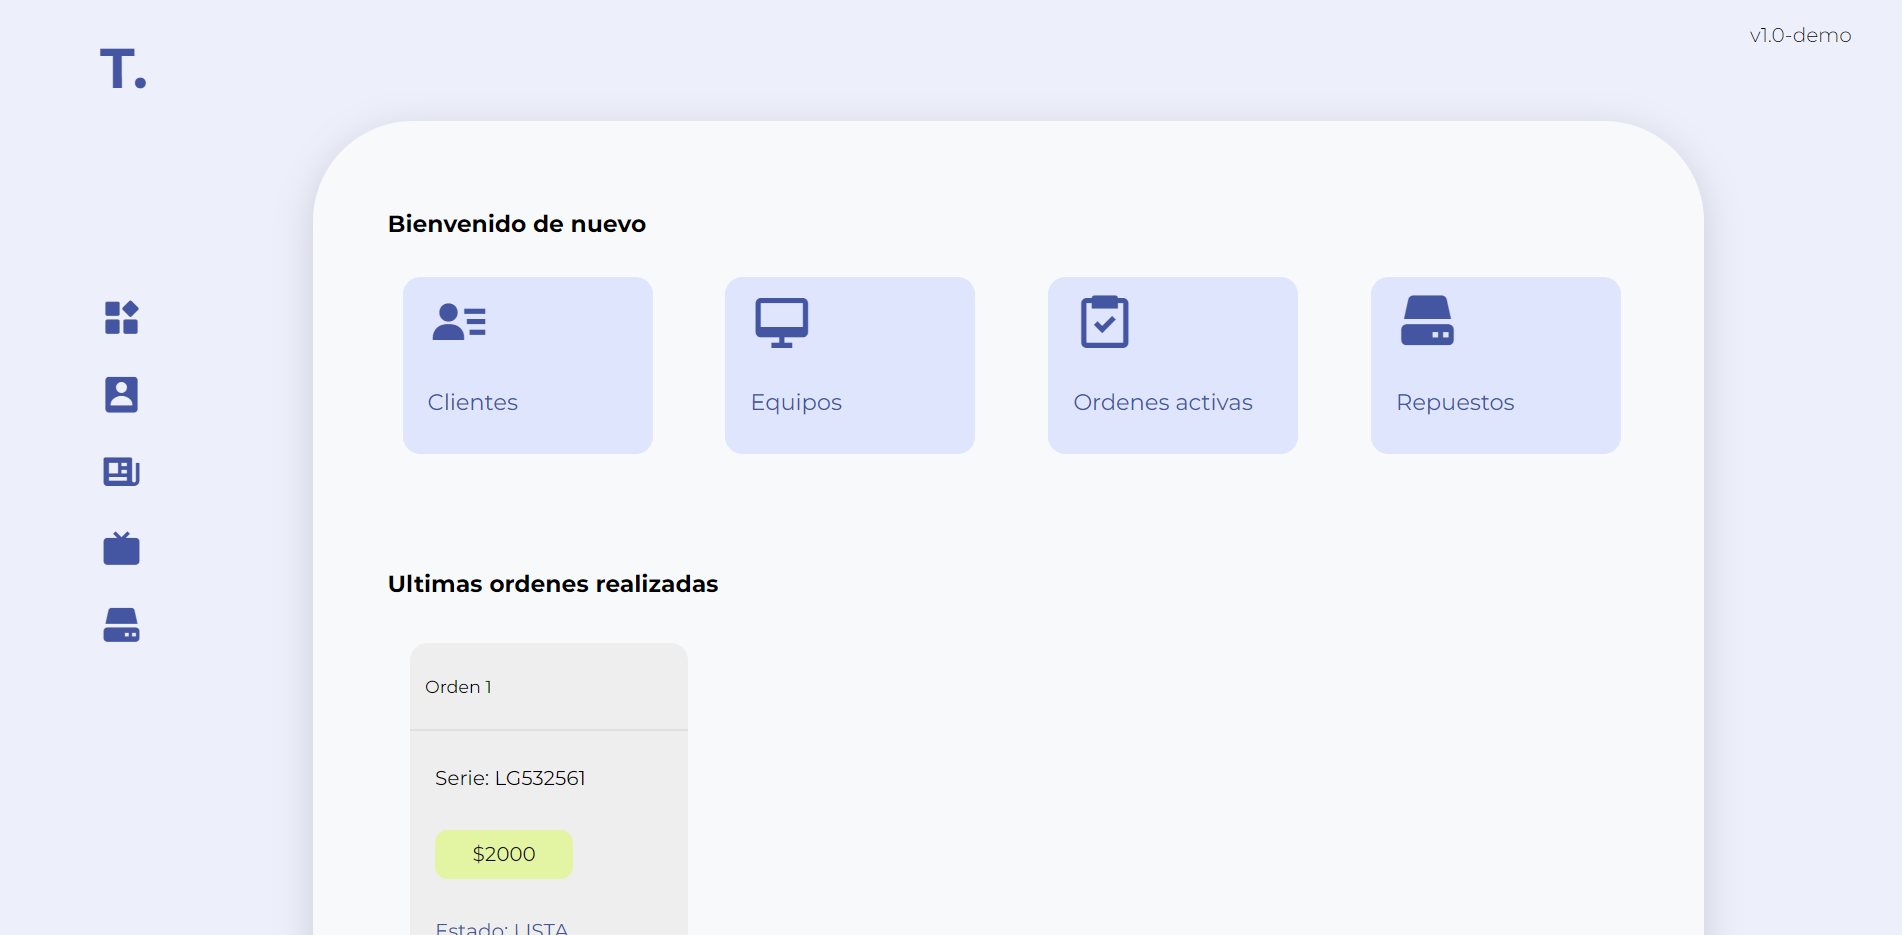 T.
v1.0-demo
Bienvenido de nuevo
Clientes
Equipos
Ordenes activas
Repuestos
Ultimas ordenes realizadas
Orden 1
Serie: LG532561
$2000
Estado: LISTA